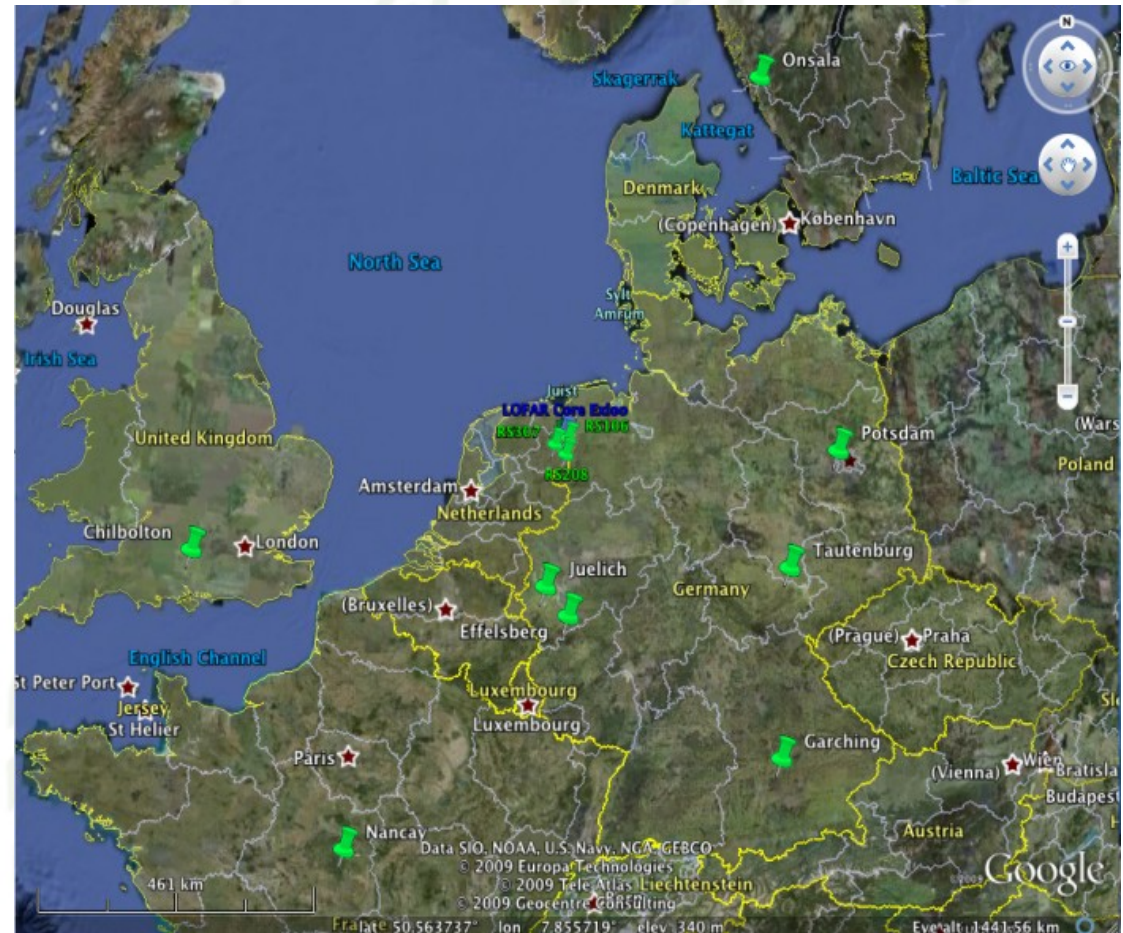 N
Onsala
Skagerrak
Kattegat
Baltic Sea
Denmark
(Copenhagen) København
North Sea
Sylt
Amrum
Douglas
Irish Sea
Juist
LOFAR Core Exloo
RS307
RS106
Potsdam
(Wars
United Kingdom
Poland
RS208
Amsterdam
Netherlands
Chilbolton
London
Tautenburg
Juelich
Germany
(Bruxelles)
Effelsberg
(Prague) Praha
Czech Republic
English Channel
St Peter Port
Luxembourg
Jersey
Luxembourg
St Helier
Garching
Paris
(Vienna) Wien
Bratisla
Budapest
Nancay
Austria
Data SIO, NOAA, U.S. Navy, NGA, GEBCO
© 2009 Europa Technologies
Google
461 km
© 2009 Tele Atlas Liechtenstein
© 2009 Geocentre Consulting
France
lat 50.563737° lon 7.855719° elev 340 m
Eye alt 1441.56 km